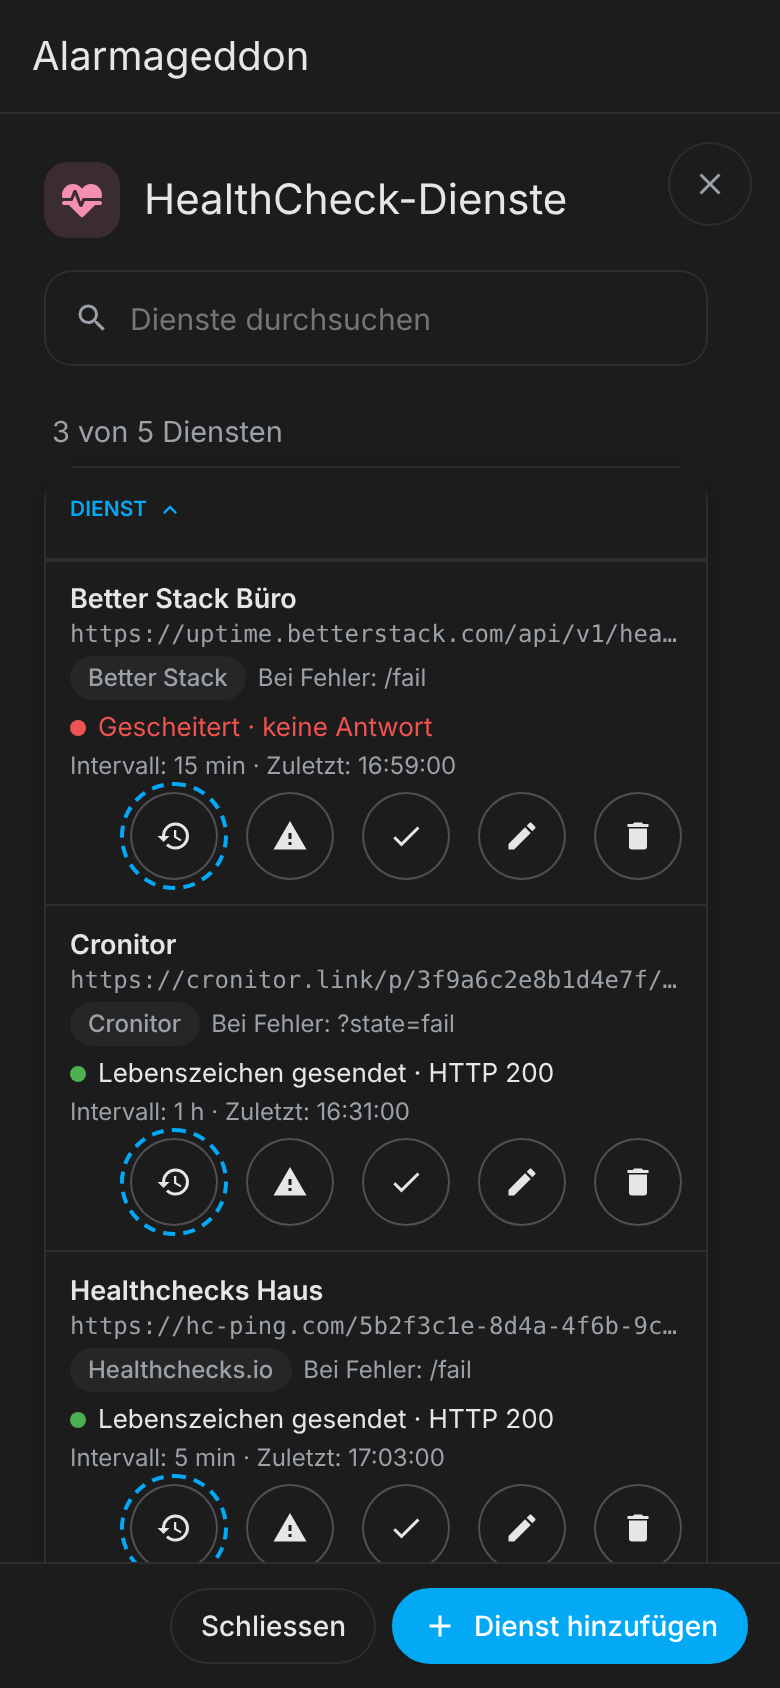 Alarmageddon
HealthCheck-Dienste
Dienste durchsuchen
3 von 5 Diensten
DIENST
Better Stack Büro
https://uptime.betterstack.com/api/v1/hea…
Better Stack Bei Fehler: /fail
Gescheitert · keine Antwort
Intervall: 15 min · Zuletzt: 16:59:00
Cronitor
https://cronitor.link/p/3f9a6c2e8b1d4e7f/…
Cronitor Bei Fehler: ?state=fail
Lebenszeichen gesendet · HTTP 200
Intervall: 1 h · Zuletzt: 16:31:00
Healthchecks Haus
https://hc-ping.com/5b2f3c1e-8d4a-4f6b-9c…
Healthchecks.io Bei Fehler: /fail
Lebenszeichen gesendet · HTTP 200
Intervall: 5 min · Zuletzt: 17:03:00
Schliessen
Dienst hinzufügen